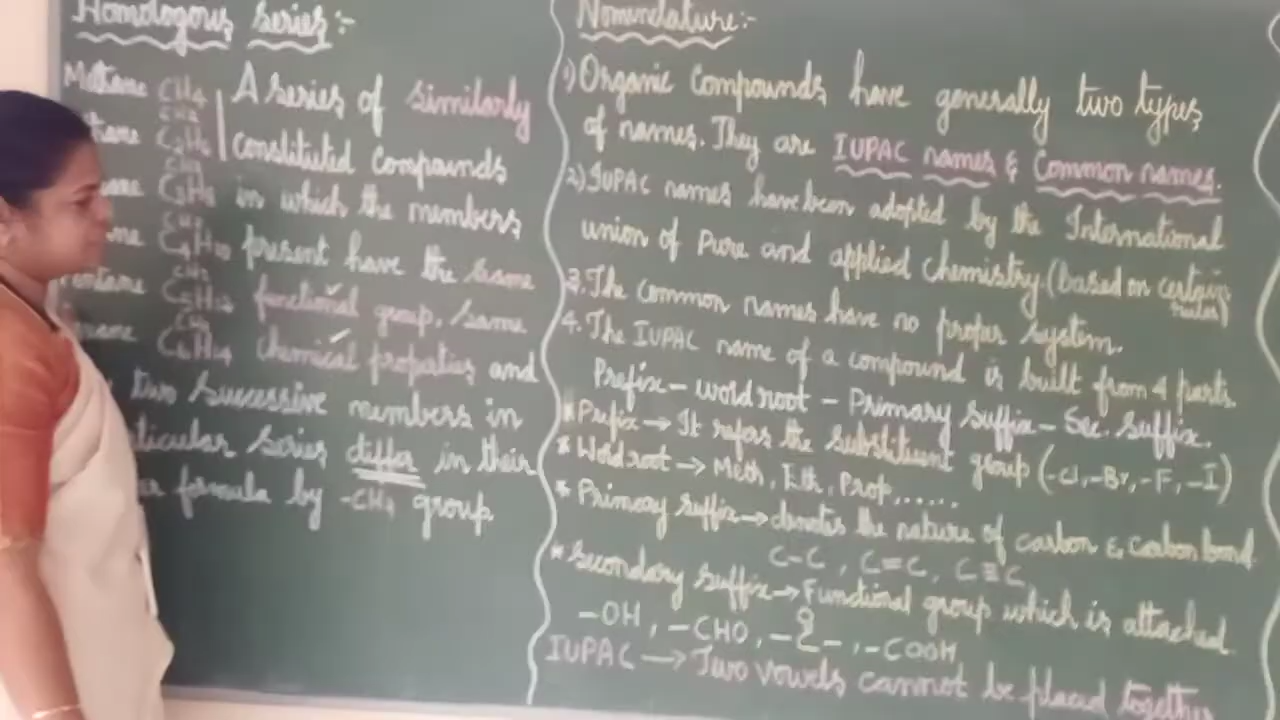 Homologous series:-
Methane CH4
CH2
C2H6
CH2
C3H8
CH2
C4H10
CH2
Pentane C5H12
CH2
C6H14
A series of similarly
constituted compounds
in which the members
present have the same
functional group, same
chemical properties and
two successive members in
series differ in their
formula by -CH2 group
Nomenclature:-
1) Organic compounds have generally two types
of names. They are IUPAC names & Common names.
2) IUPAC names have been adopted by the International
union of Pure and applied chemistry (based on certain
rules)
3. The common names have no proper system.
4. The IUPAC name of a compound is built from 4 parts
Prefix - word root - Primary suffix - Sec. suffix.
* Prefix → It refers the substituent group (-Cl, -Br, -F, -I)
* Word root → Meth, Eth, Prop, .....
* Primary suffix → denotes the nature of carbon & carbon bond
C-C, C=C, C≡C
* Secondary suffix → Functional group which is attached
-OH, -CHO, -C-, -COOH
O
IUPAC → Two vowels cannot be placed together